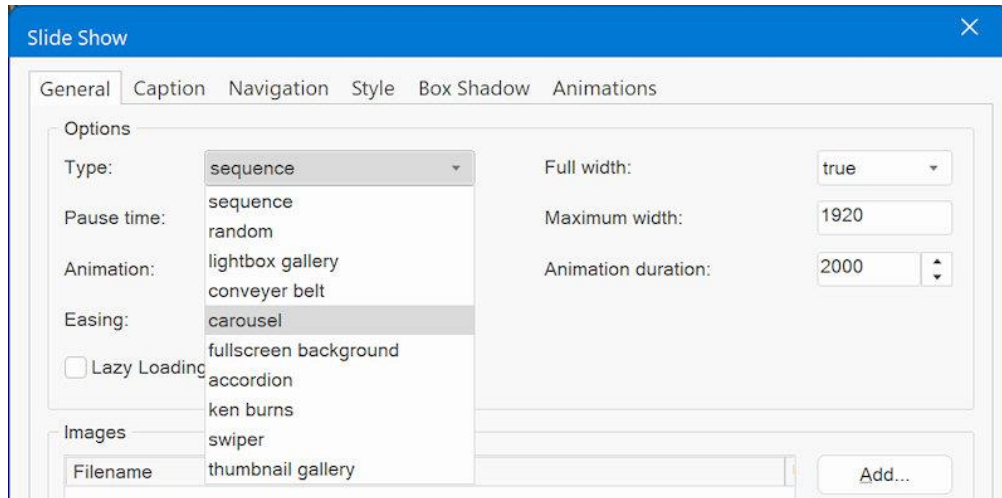 Slide Show
General Caption Navigation Style Box Shadow Animations
Options
Type: sequence Full width: true
sequence
Pause time: Maximum width: 1920
random
lightbox gallery
Animation: Animation duration: 2000
conveyer belt
Easing: carousel
fullscreen background
Lazy Loading
accordion
ken burns
Images
swiper
Filename thumbnail gallery Add...